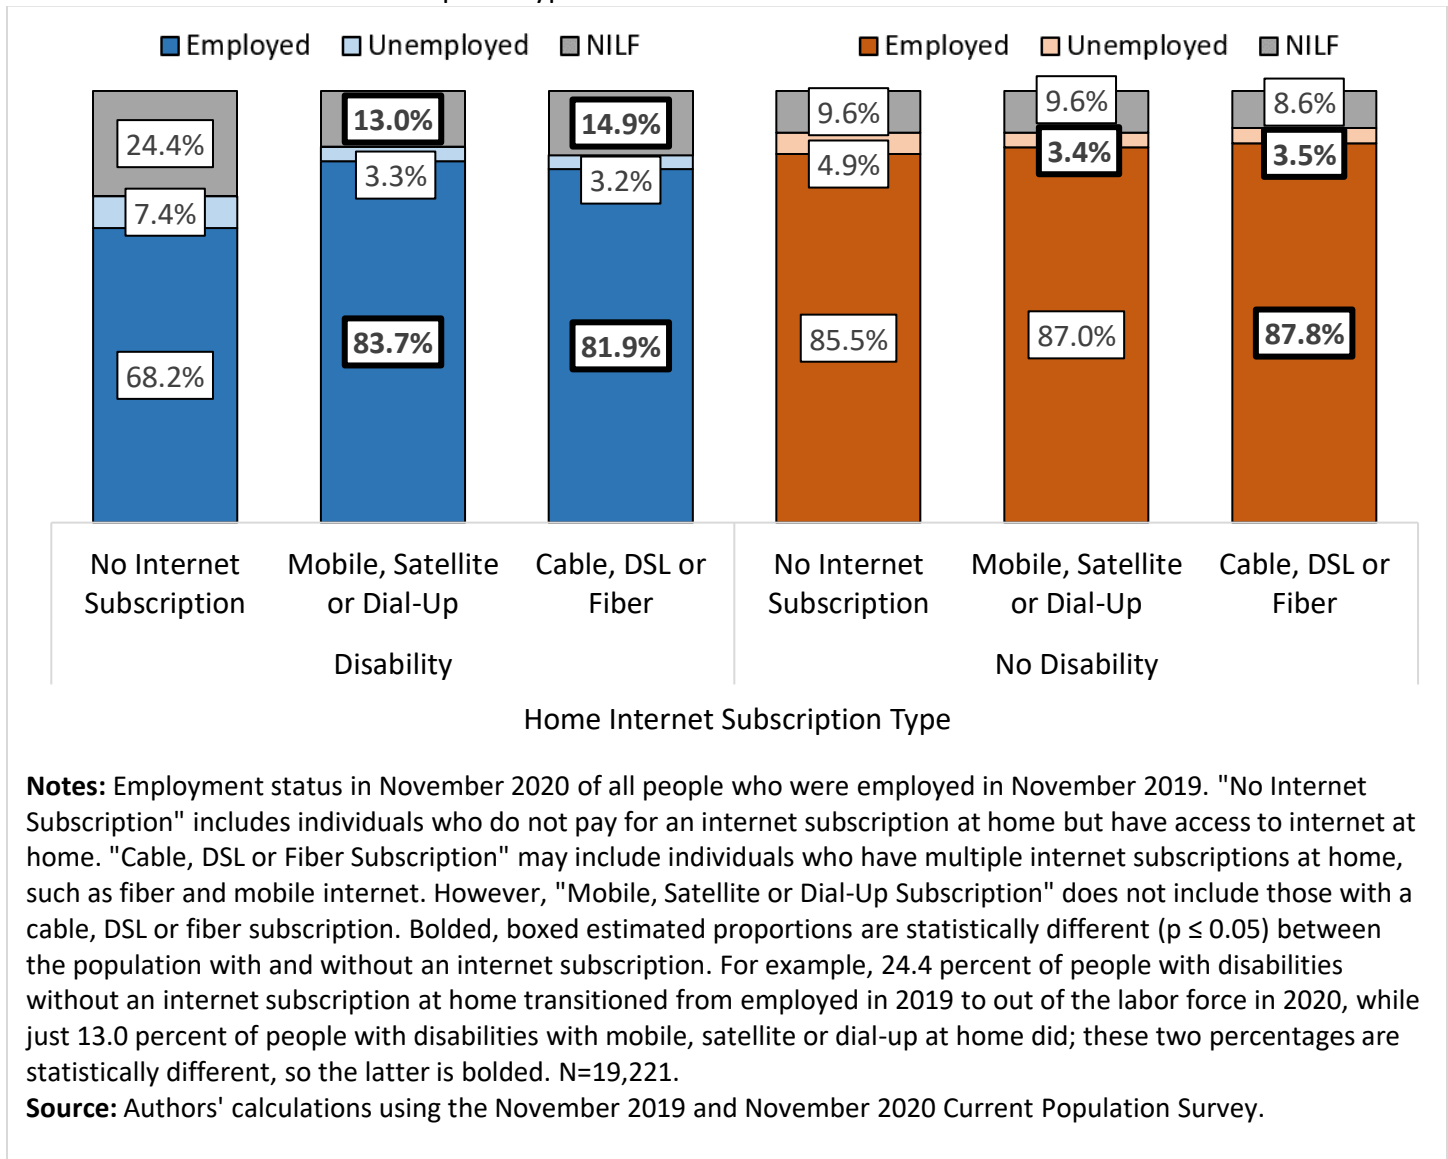 Employed Unemployed NILF Employed Unemployed NILF
24.4% 13.0% 14.9% 9.6% 9.6% 8.6%
7.4% 3.3% 3.2% 4.9% 3.4% 3.5%
68.2% 83.7% 81.9% 85.5% 87.0% 87.8%
No Internet Mobile, Satellite Cable, DSL or No Internet Mobile, Satellite Cable, DSL or
Subscription or Dial-Up Fiber Subscription or Dial-Up Fiber
Disability No Disability
Home Internet Subscription Type
Notes: Employment status in November 2020 of all people who were employed in November 2019. "No Internet
Subscription" includes individuals who do not pay for an internet subscription at home but have access to internet at
home. "Cable, DSL or Fiber Subscription" may include individuals who have multiple internet subscriptions at home,
such as fiber and mobile internet. However, "Mobile, Satellite or Dial-Up Subscription" does not include those with a
cable, DSL or fiber subscription. Bolded, boxed estimated proportions are statistically different (p ≤ 0.05) between
the population with and without an internet subscription. For example, 24.4 percent of people with disabilities
without an internet subscription at home transitioned from employed in 2019 to out of the labor force in 2020, while
just 13.0 percent of people with disabilities with mobile, satellite or dial-up at home did; these two percentages are
statistically different, so the latter is bolded. N=19,221.
Source: Authors' calculations using the November 2019 and November 2020 Current Population Survey.